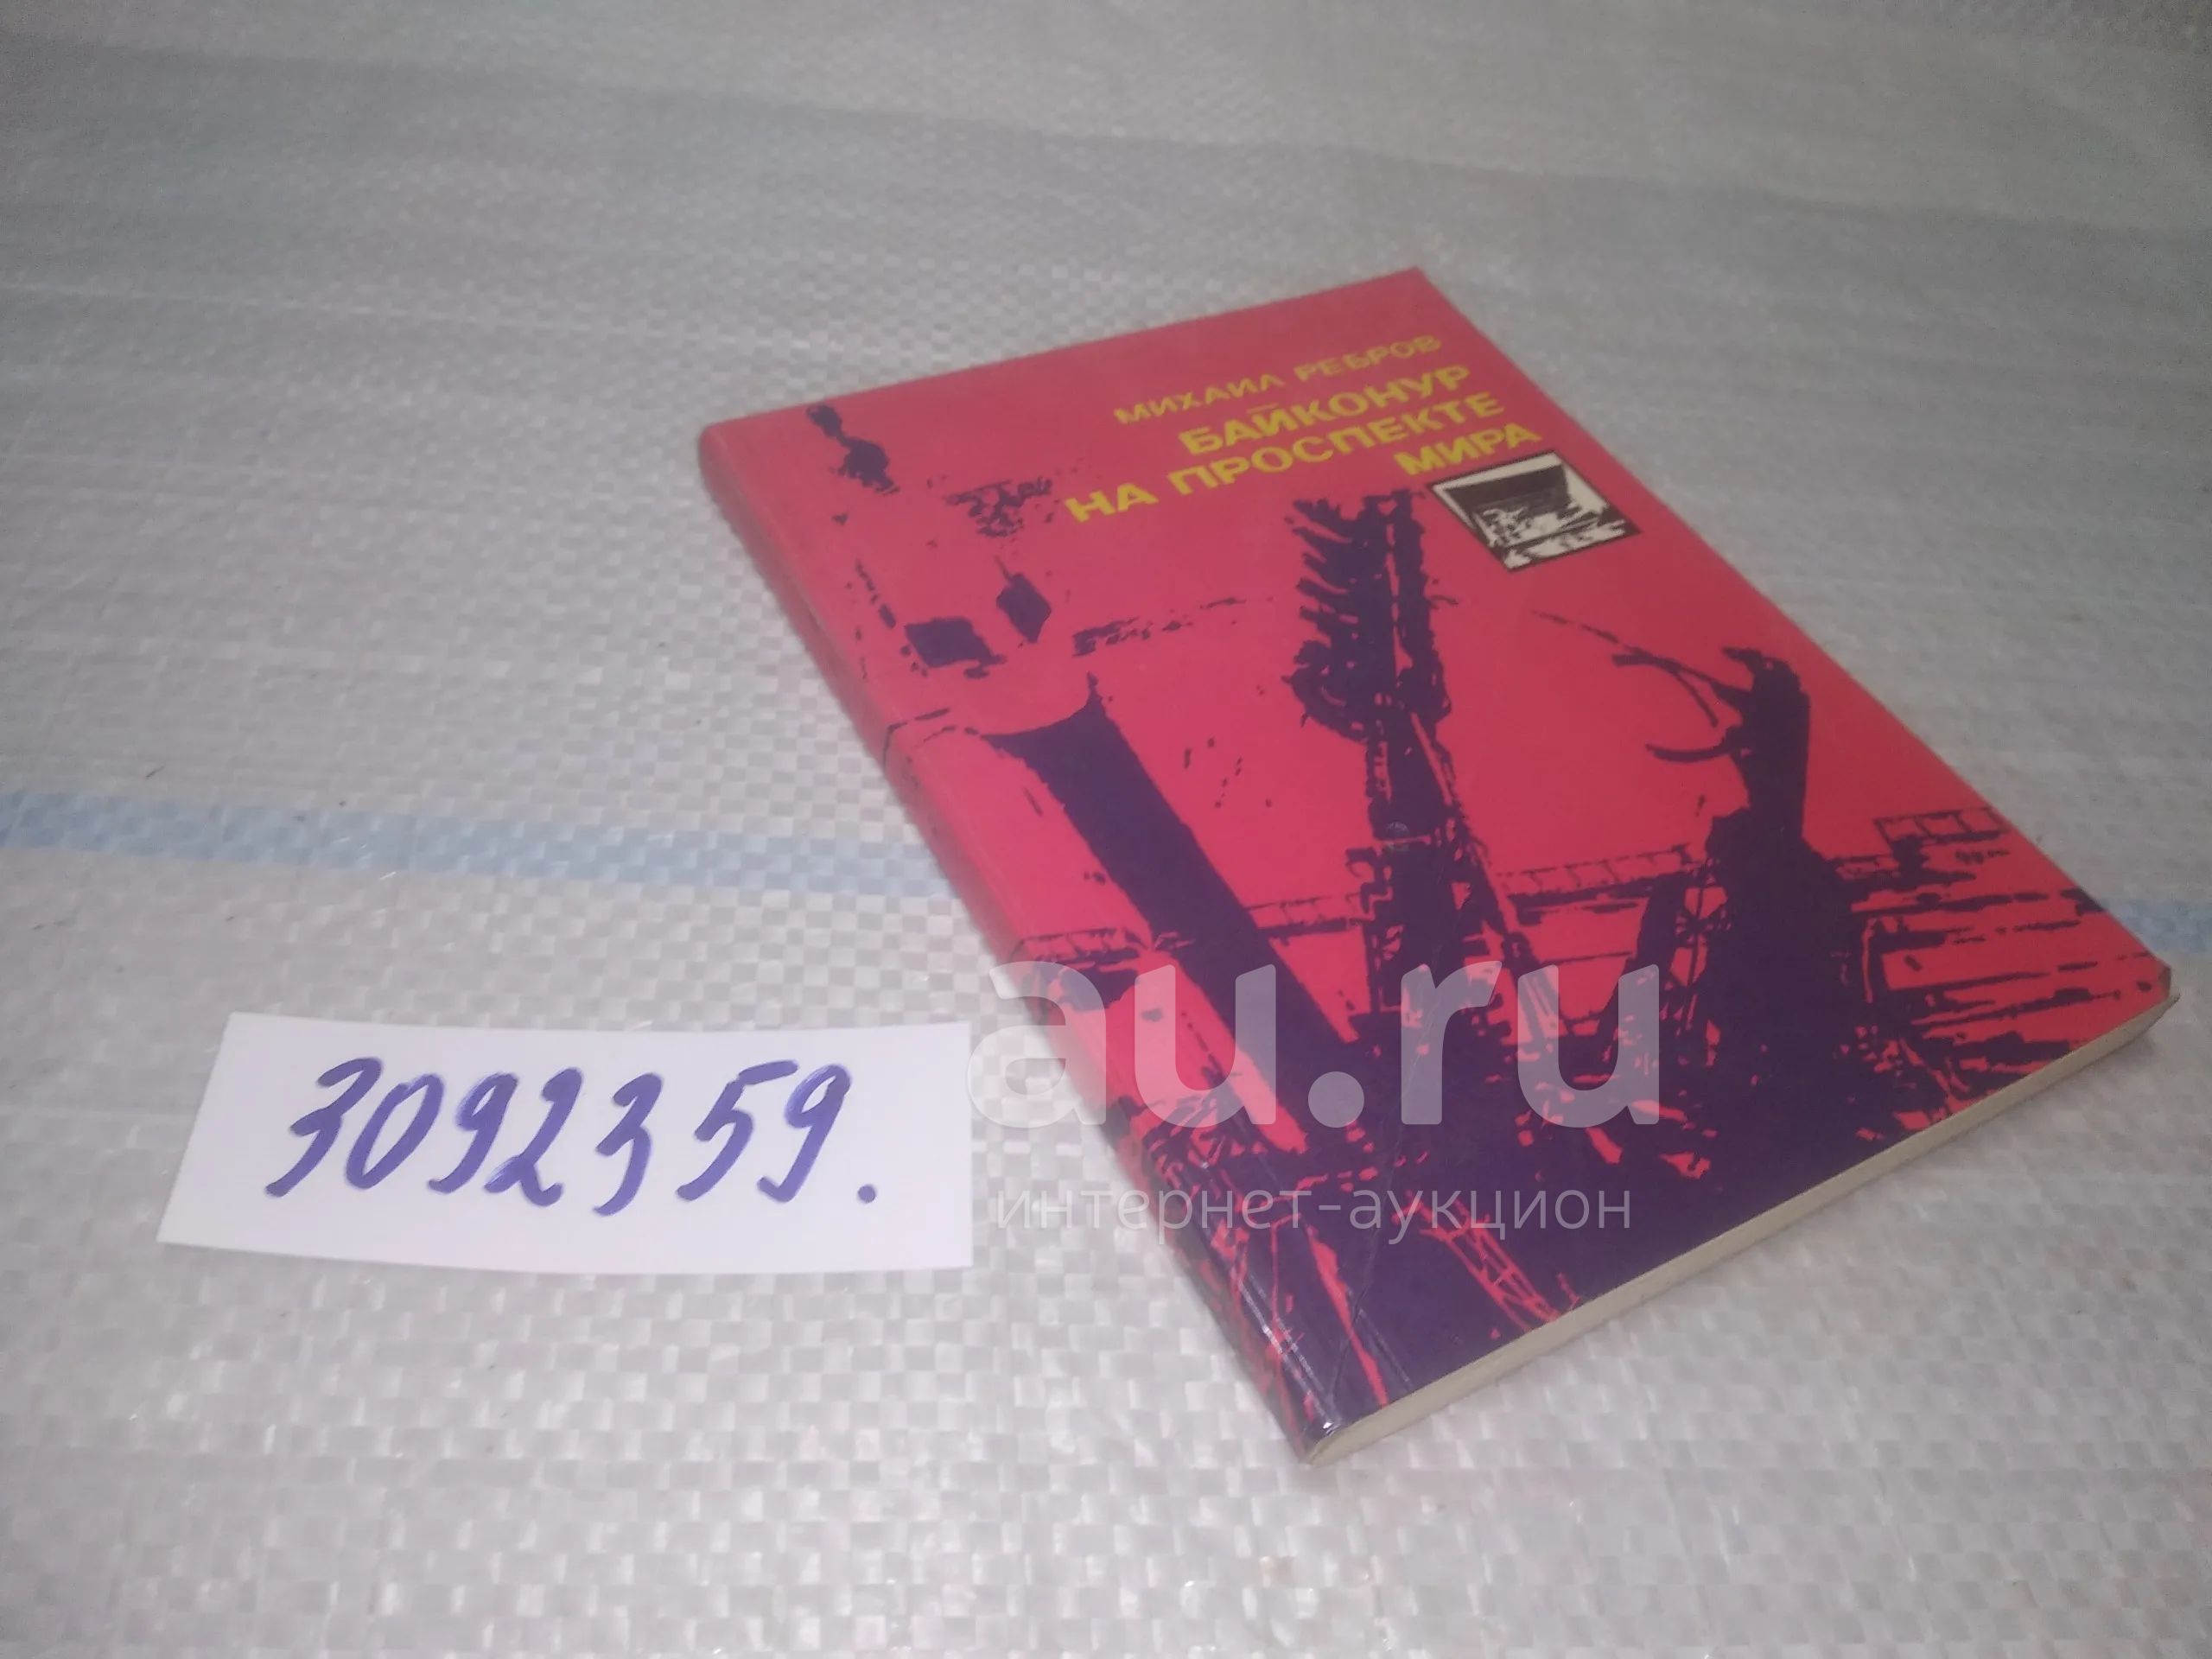 МИХАИЛ РЕБРОВ
БАЙКОНУР
НА ПРОСПЕКТЕ
МИРА
3092359.
au.ru
интернет-аукцион